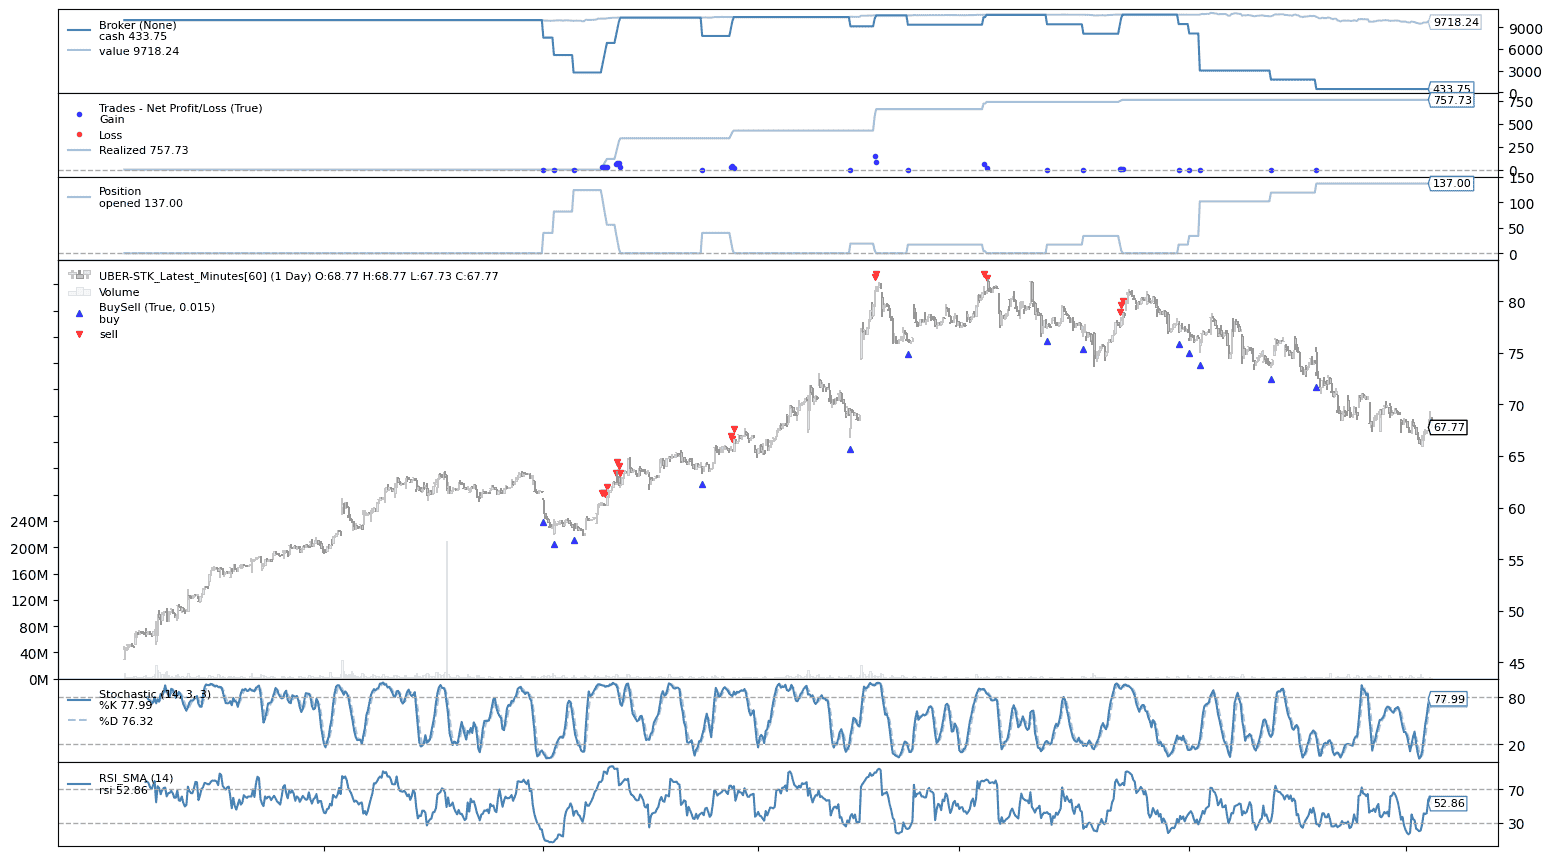 Broker (None)
cash 433.75
value 9718.24
9718.24
9000
6000
3000
0
433.75
Trades - Net Profit/Loss (True)
Gain
Loss
Realized 757.73
757.73
750
500
250
0
Position
opened 137.00
150
137.00
100
50
0
UBER-STK_Latest_Minutes[60] (1 Day) O:68.77 H:68.77 L:67.73 C:67.77
Volume
BuySell (True, 0.015)
buy
sell
80
75
70
67.77
65
60
55
50
45
240M
200M
160M
120M
80M
40M
0M
Stochastic (14, 3, 3)
%K 77.99
%D 76.32
80
77.99
20
RSI_SMA (14)
rsi 52.86
70
52.86
30